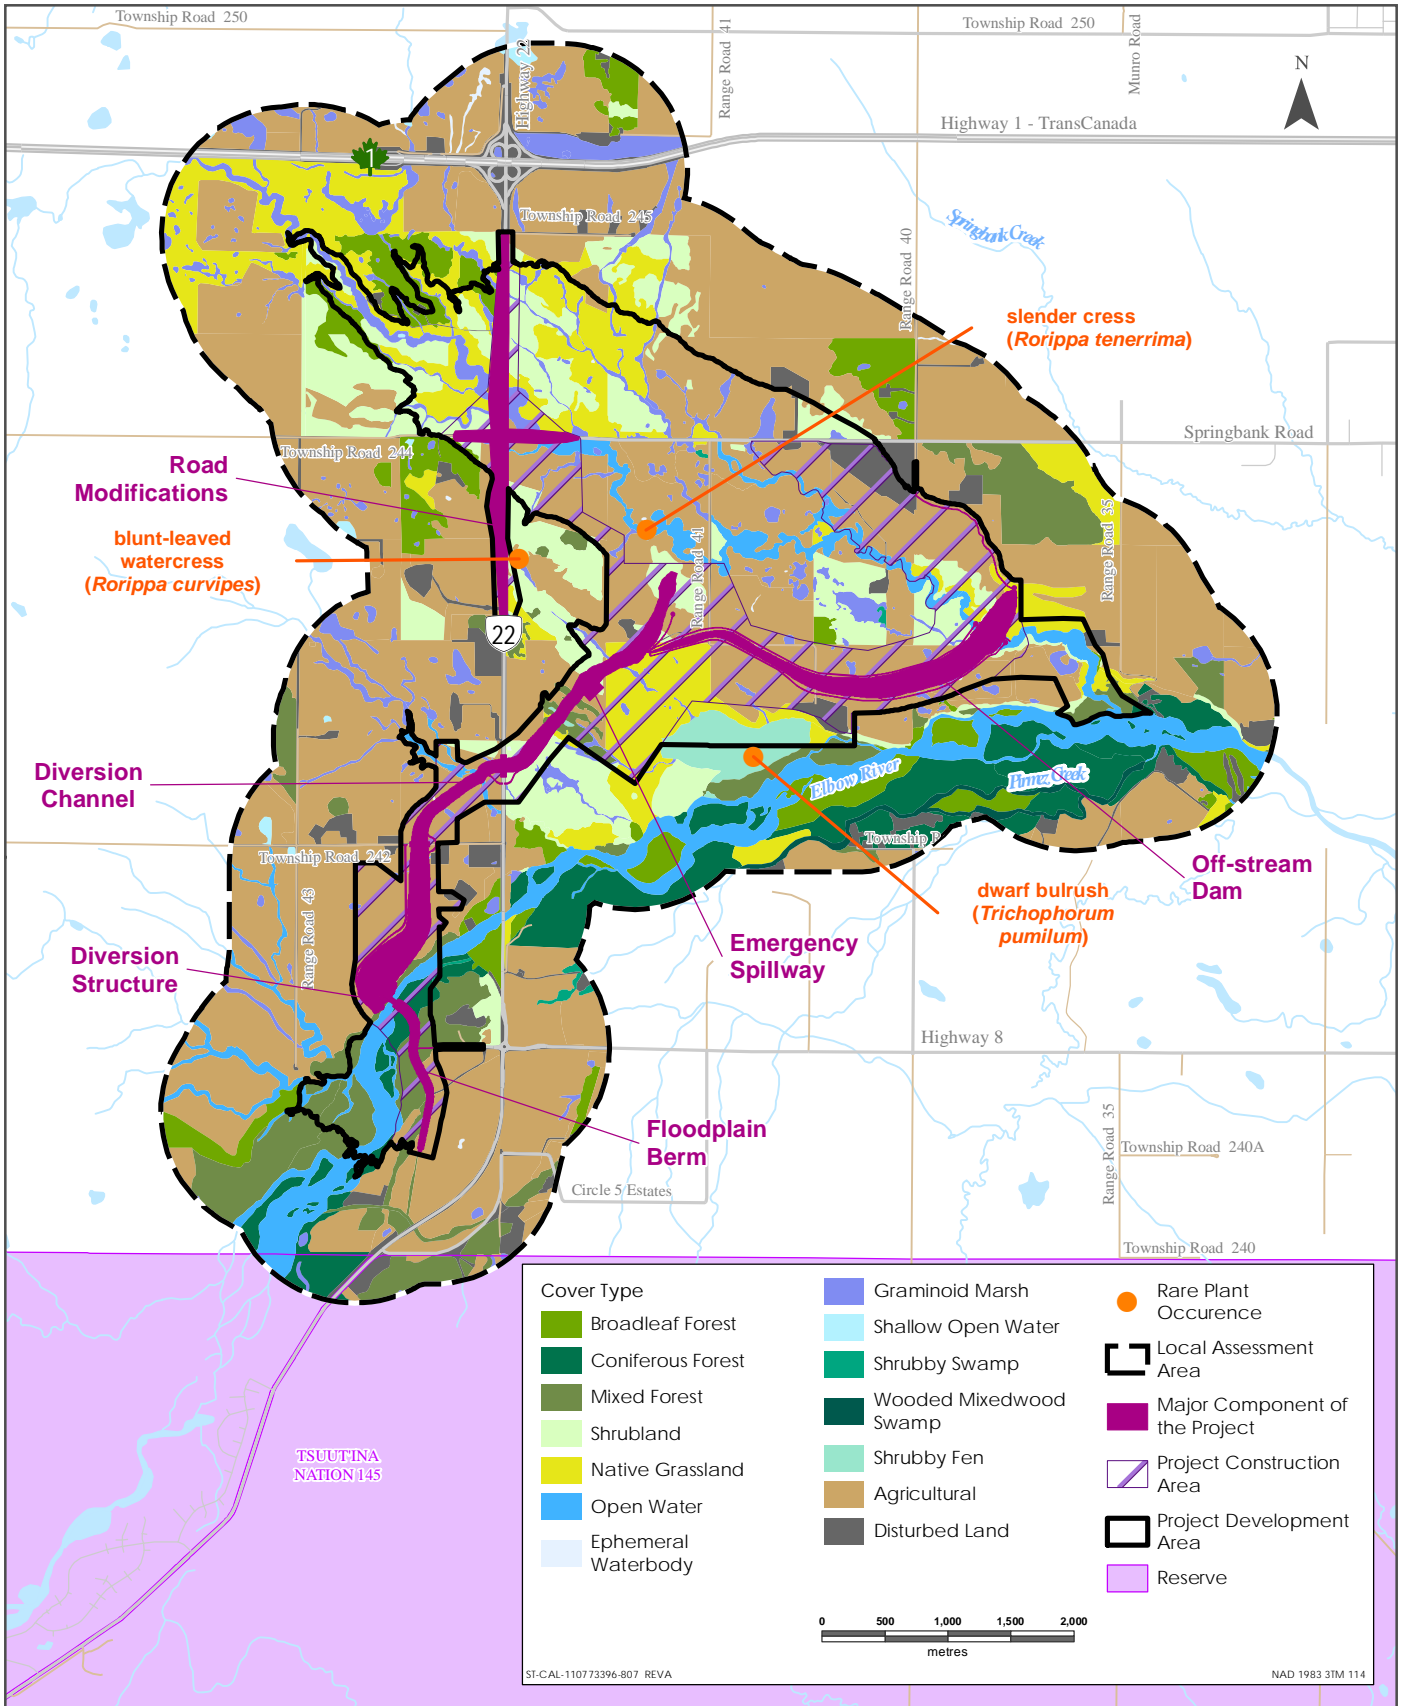 Township Road 250
Highway 22
Range Road 41
Township Road 250
Munro Road
N
Highway 1 - TransCanada
1
Township Road 245
Springbank Creek
Range Road 40
slender cress
(Rorippa tenerrima)
Springbank Road
Township Road 244
Road
Modifications
Range Road 35
blunt-leaved
watercress
(Rorippa curvipes)
Range Road 41
22
Diversion
Channel
Elbow River
Pirmez Creek
Township R
Township Road 242
Off-stream
Dam
Range Road 43
dwarf bulrush
(Trichophorum
pumilum)
Emergency
Spillway
Diversion
Structure
Highway 8
Floodplain
Berm
Range Road 35
Township Road 240A
Circle 5 Estates
Township Road 240
TSUUT'INA
NATION 145
Cover Type
Broadleaf Forest
Coniferous Forest
Mixed Forest
Shrubland
Native Grassland
Open Water
Ephemeral
Waterbody
Graminoid Marsh
Shallow Open Water
Shrubby Swamp
Wooded Mixedwood
Swamp
Shrubby Fen
Agricultural
Disturbed Land
Rare Plant
Occurence
Local Assessment
Area
Major Component of
the Project
Project Construction
Area
Project Development
Area
Reserve
0 500 1,000 1,500 2,000
metres
ST-CAL-110773396-807 REVA
NAD 1983 3TM 114